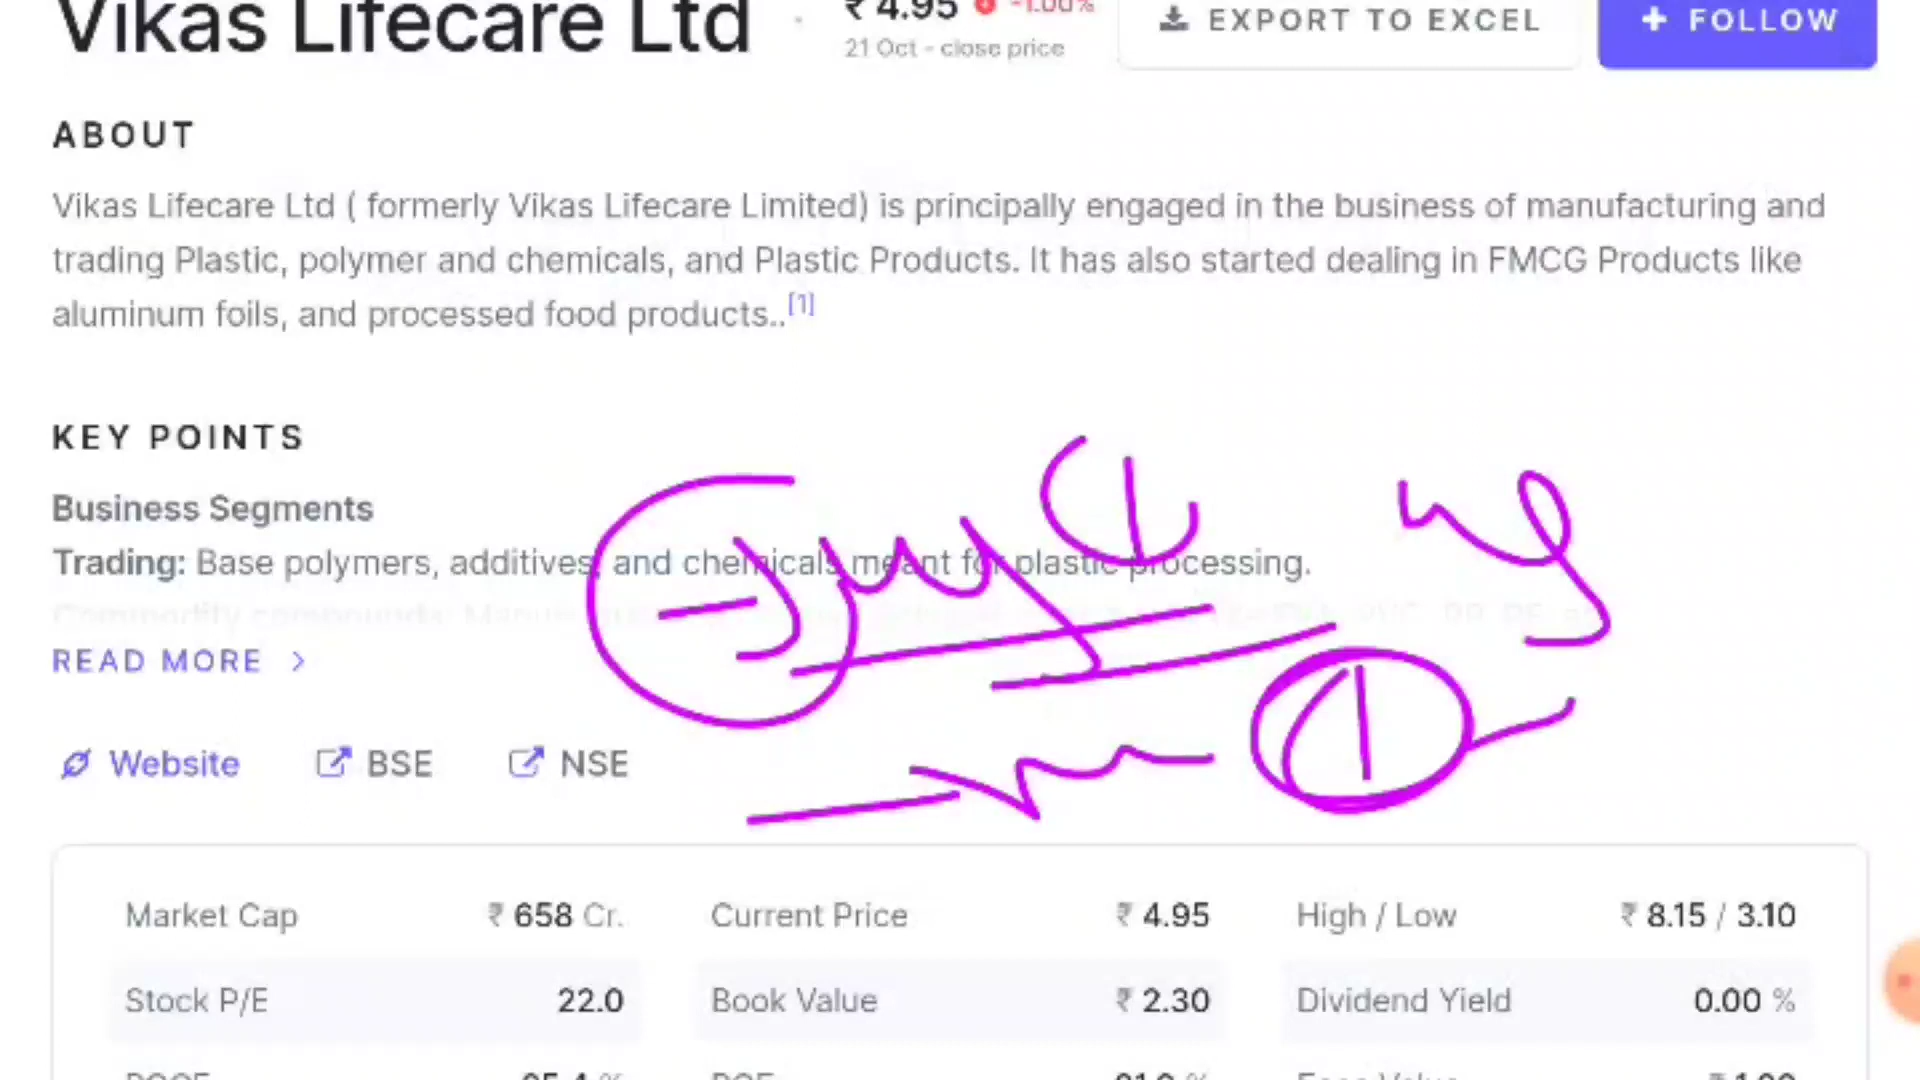 Vikas Lifecare Ltd
₹ 4.95 -1.00%
21 Oct - close price
EXPORT TO EXCEL
+ FOLLOW
ABOUT
Vikas Lifecare Ltd ( formerly Vikas Lifecare Limited) is principally engaged in the business of manufacturing and
trading Plastic, polymer and chemicals, and Plastic Products. It has also started dealing in FMCG Products like
aluminum foils, and processed food products..[1]
KEY POINTS
Business Segments
Trading: Base polymers, additives, and chemicals meant for plastic processing.
Commodity compounds:
READ MORE >
Website BSE NSE
Market Cap ₹ 658 Cr. Current Price ₹ 4.95 High / Low ₹ 8.15 / 3.10
Stock P/E 22.0 Book Value ₹ 2.30 Dividend Yield 0.00 %